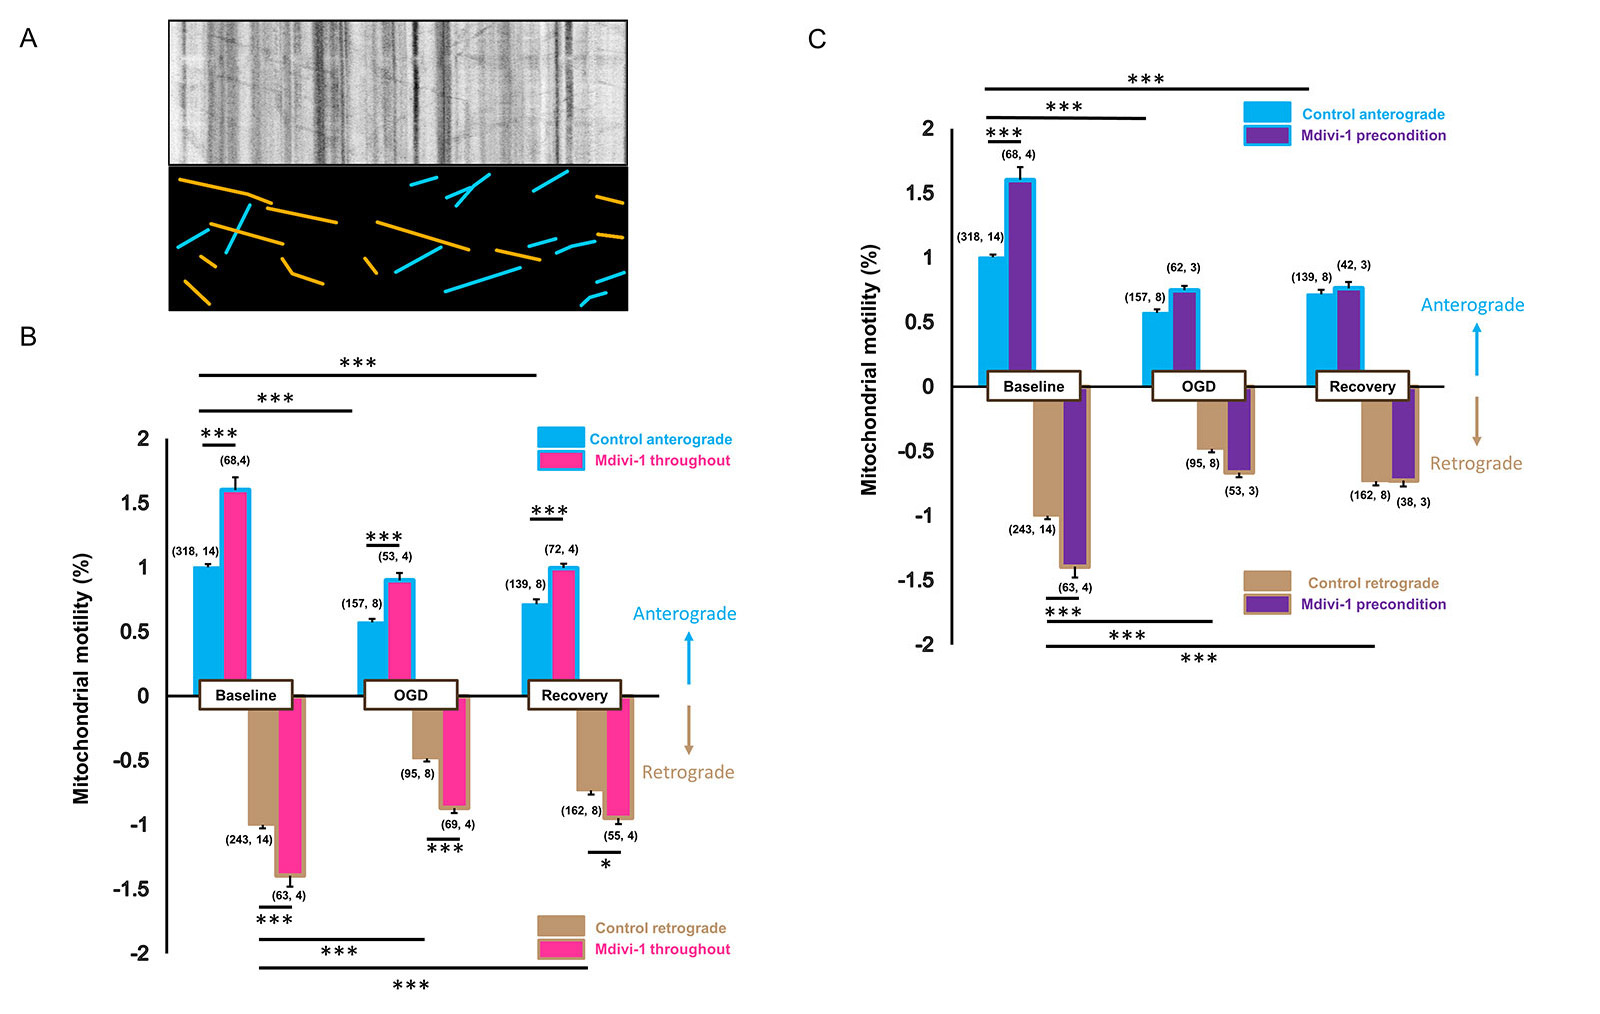 A
B
***
***
***
(68,4)
(318, 14)
***
(53, 4)
(157, 8)
***
(72, 4)
(139, 8)
Control anterograde
Mdivi-1 throughout
Mitochondrial motility (%)
2
1.5
1
0.5
0
-0.5
-1
-1.5
-2
Baseline
OGD
Recovery
Anterograde
Retrograde
(243, 14)
(63, 4)
***
(95, 8)
(69, 4)
***
(162, 8)
(55, 4)
*
***
***
Control retrograde
Mdivi-1 throughout
C
***
***
***
(68, 4)
(318, 14)
(62, 3)
(157, 8)
(42, 3)
(139, 8)
Control anterograde
Mdivi-1 precondition
Mitochondrial motility (%)
2
1.5
1
0.5
0
-0.5
-1
-1.5
-2
Baseline
OGD
Recovery
Anterograde
Retrograde
(243, 14)
(63, 4)
***
(95, 8)
(53, 3)
(162, 8)
(38, 3)
***
***
Control retrograde
Mdivi-1 precondition